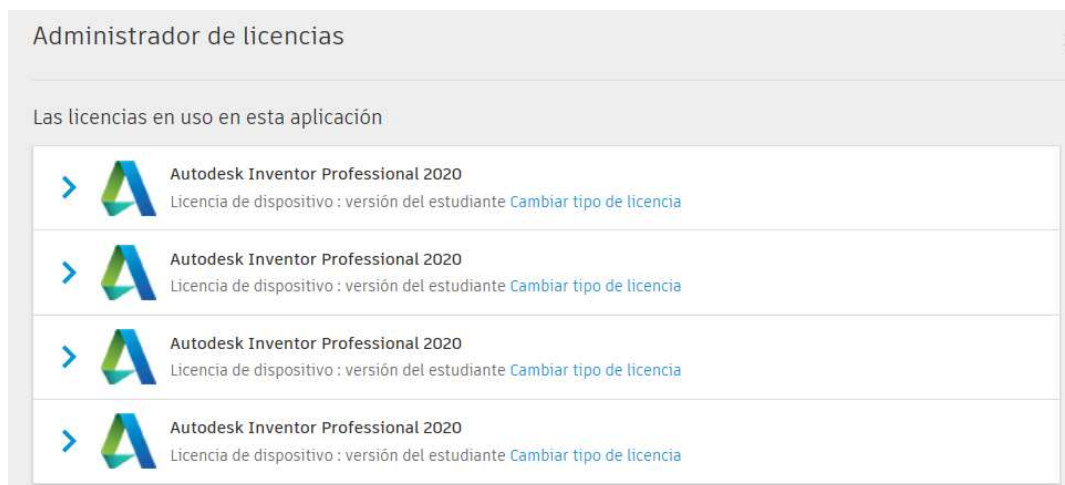 Administrador de licencias
Las licencias en uso en esta aplicación
Autodesk Inventor Professional 2020
Licencia de dispositivo : versión del estudiante Cambiar tipo de licencia
Autodesk Inventor Professional 2020
Licencia de dispositivo : versión del estudiante Cambiar tipo de licencia
Autodesk Inventor Professional 2020
Licencia de dispositivo : versión del estudiante Cambiar tipo de licencia
Autodesk Inventor Professional 2020
Licencia de dispositivo : versión del estudiante Cambiar tipo de licencia